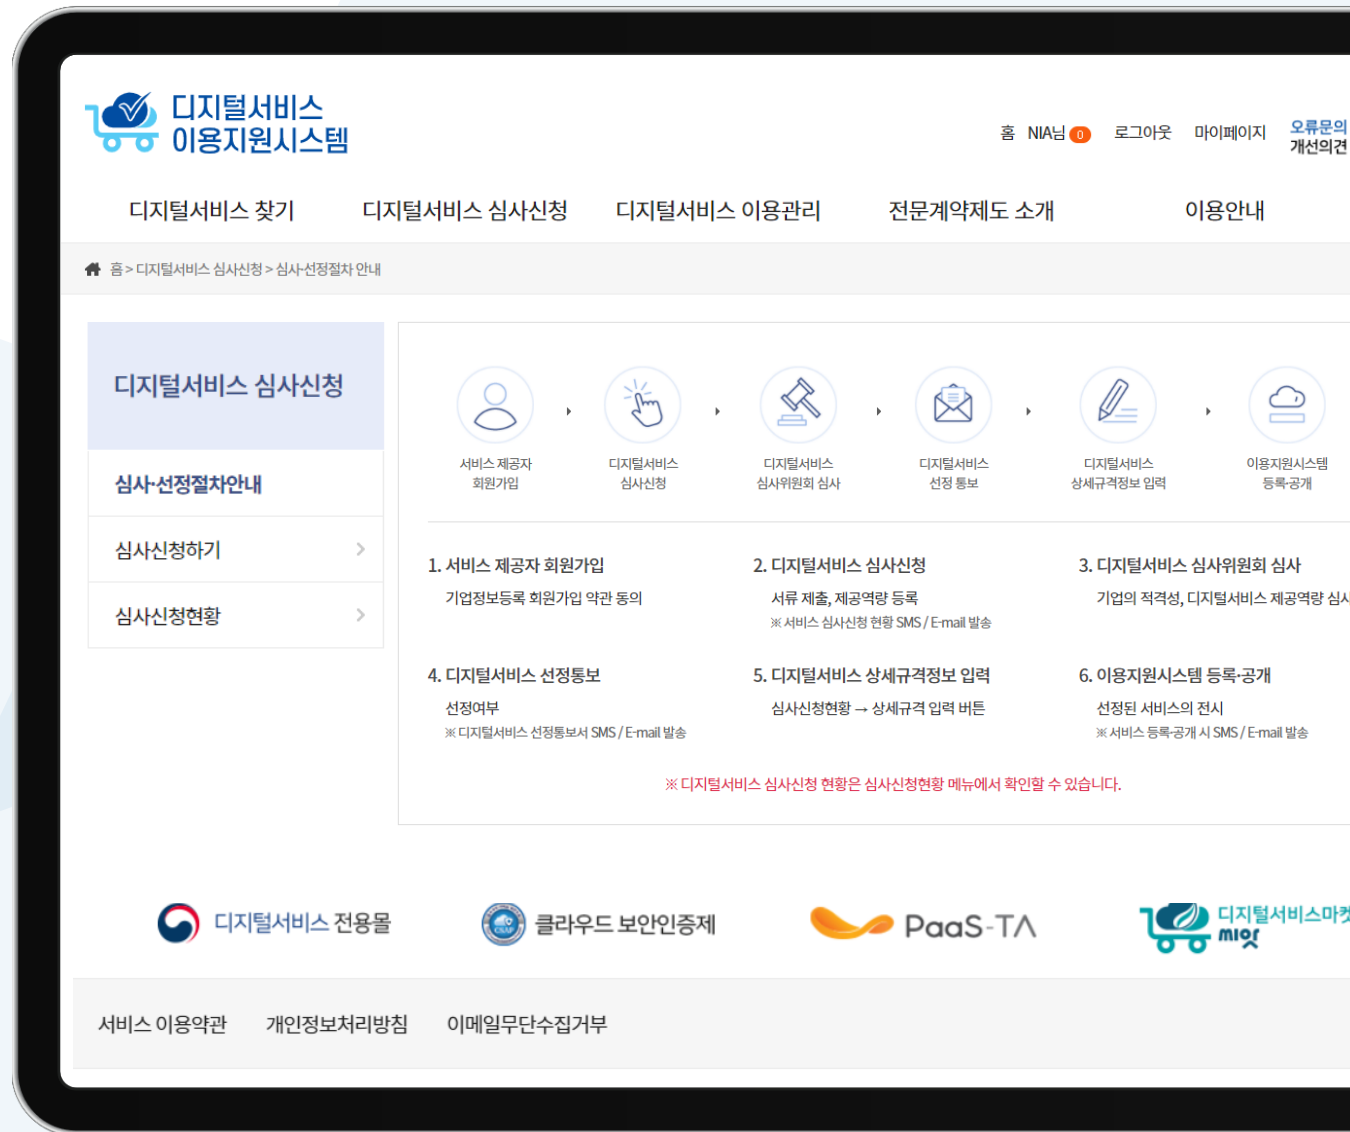 디지털서비스
이용지원시스템
홈 NIA님 0 로그아웃 마이페이지 오류문의
개선의견
디지털서비스 찾기 디지털서비스 심사신청 디지털서비스 이용관리 전문계약제도 소개 이용안내
홈 > 디지털서비스 심사신청 > 심사·선정절차 안내
디지털서비스 심사신청
심사·선정절차안내
심사신청하기
심사신청현황
서비스 제공자
회원가입
디지털서비스
심사신청
디지털서비스
심사위원회 심사
디지털서비스
선정 통보
디지털서비스
상세규격정보 입력
이용지원시스템
등록·공개
1. 서비스 제공자 회원가입
기업정보등록 회원가입 약관 동의
2. 디지털서비스 심사신청
서류 제출, 제공역량 등록
※ 서비스 심사신청 현황 SMS / E-mail 발송
3. 디지털서비스 심사위원회 심사
기업의 적격성, 디지털서비스 제공역량 심사
4. 디지털서비스 선정통보
선정여부
※ 디지털서비스 선정통보서 SMS / E-mail 발송
5. 디지털서비스 상세규격정보 입력
심사신청현황 → 상세규격 입력 버튼
6. 이용지원시스템 등록·공개
선정된 서비스의 전시
※ 서비스 등록·공개 시 SMS / E-mail 발송
※ 디지털서비스 심사신청 현황은 심사신청현황 메뉴에서 확인할 수 있습니다.
디지털서비스 전용몰
CSAP
클라우드 보안인증제
PaaS-TA
디지털서비스마켓
씨앗
서비스 이용약관 개인정보처리방침 이메일무단수집거부